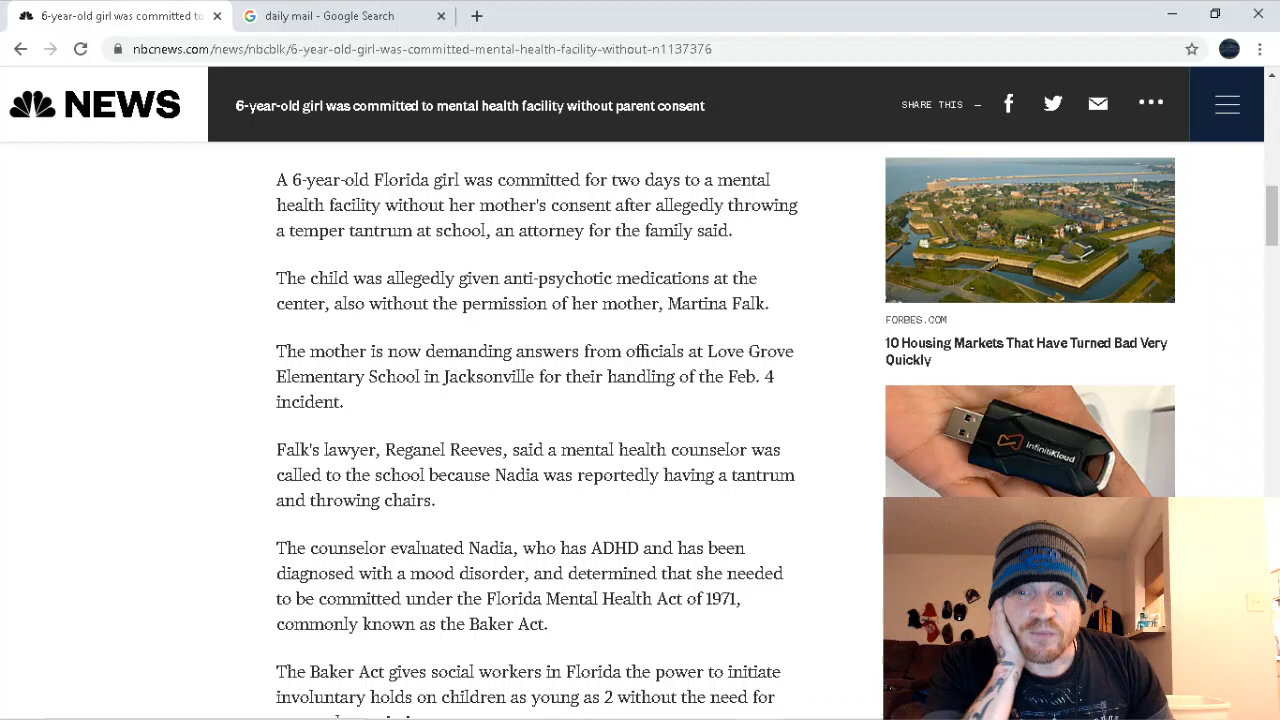 6-year-old girl was committed to
daily mail - Google Search
nbcnews.com/news/nbcblk/6-year-old-girl-was-committed-mental-health-facility-without-n1137376
NEWS
6-year-old girl was committed to mental health facility without parent consent
SHARE THIS —
A 6-year-old Florida girl was committed for two days to a mental
health facility without her mother's consent after allegedly throwing
a temper tantrum at school, an attorney for the family said.
The child was allegedly given anti-psychotic medications at the
center, also without the permission of her mother, Martina Falk.
The mother is now demanding answers from officials at Love Grove
Elementary School in Jacksonville for their handling of the Feb. 4
incident.
Falk's lawyer, Reganel Reeves, said a mental health counselor was
called to the school because Nadia was reportedly having a tantrum
and throwing chairs.
The counselor evaluated Nadia, who has ADHD and has been
diagnosed with a mood disorder, and determined that she needed
to be committed under the Florida Mental Health Act of 1971,
commonly known as the Baker Act.
The Baker Act gives social workers in Florida the power to initiate
involuntary holds on children as young as 2 without the need for
FORBES.COM
10 Housing Markets That Have Turned Bad Very
Quickly
InfinitiKloud